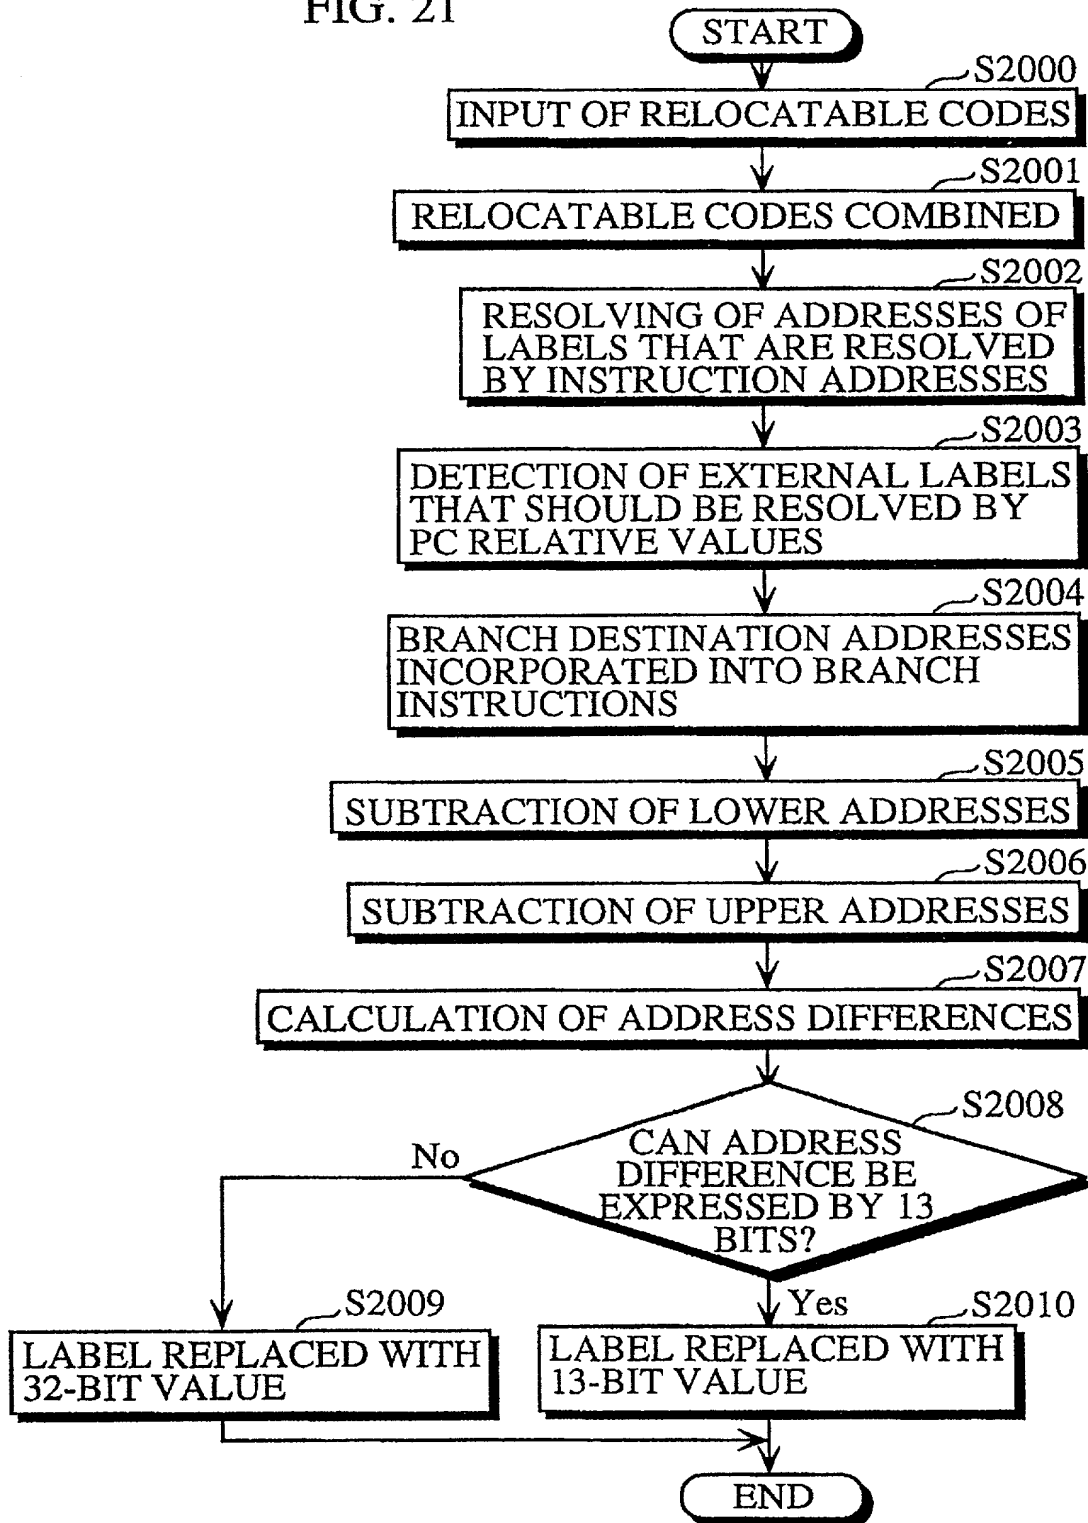 FIG. 21
START
S2000
INPUT OF RELOCATABLE CODES
S2001
RELOCATABLE CODES COMBINED
S2002
RESOLVING OF ADDRESSES OF
LABELS THAT ARE RESOLVED
BY INSTRUCTION ADDRESSES
S2003
DETECTION OF EXTERNAL LABELS
THAT SHOULD BE RESOLVED BY
PC RELATIVE VALUES
S2004
BRANCH DESTINATION ADDRESSES
INCORPORATED INTO BRANCH
INSTRUCTIONS
S2005
SUBTRACTION OF LOWER ADDRESSES
S2006
SUBTRACTION OF UPPER ADDRESSES
S2007
CALCULATION OF ADDRESS DIFFERENCES
S2008
CAN ADDRESS
DIFFERENCE BE
EXPRESSED BY 13
BITS?
No
Yes
S2009
LABEL REPLACED WITH
32-BIT VALUE
S2010
LABEL REPLACED WITH
13-BIT VALUE
END